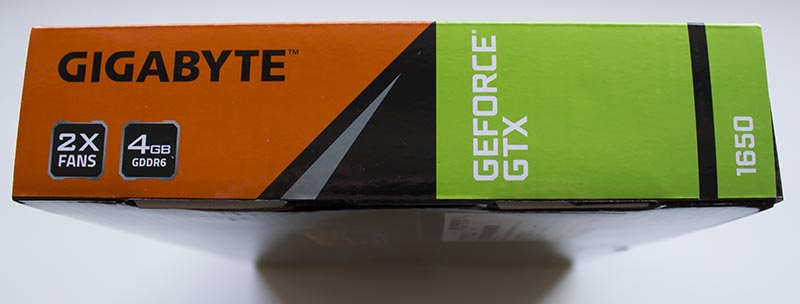 GIGABYTE™
2X
FANS
4GB
GDDR6
GEFORCE
GTX
1650